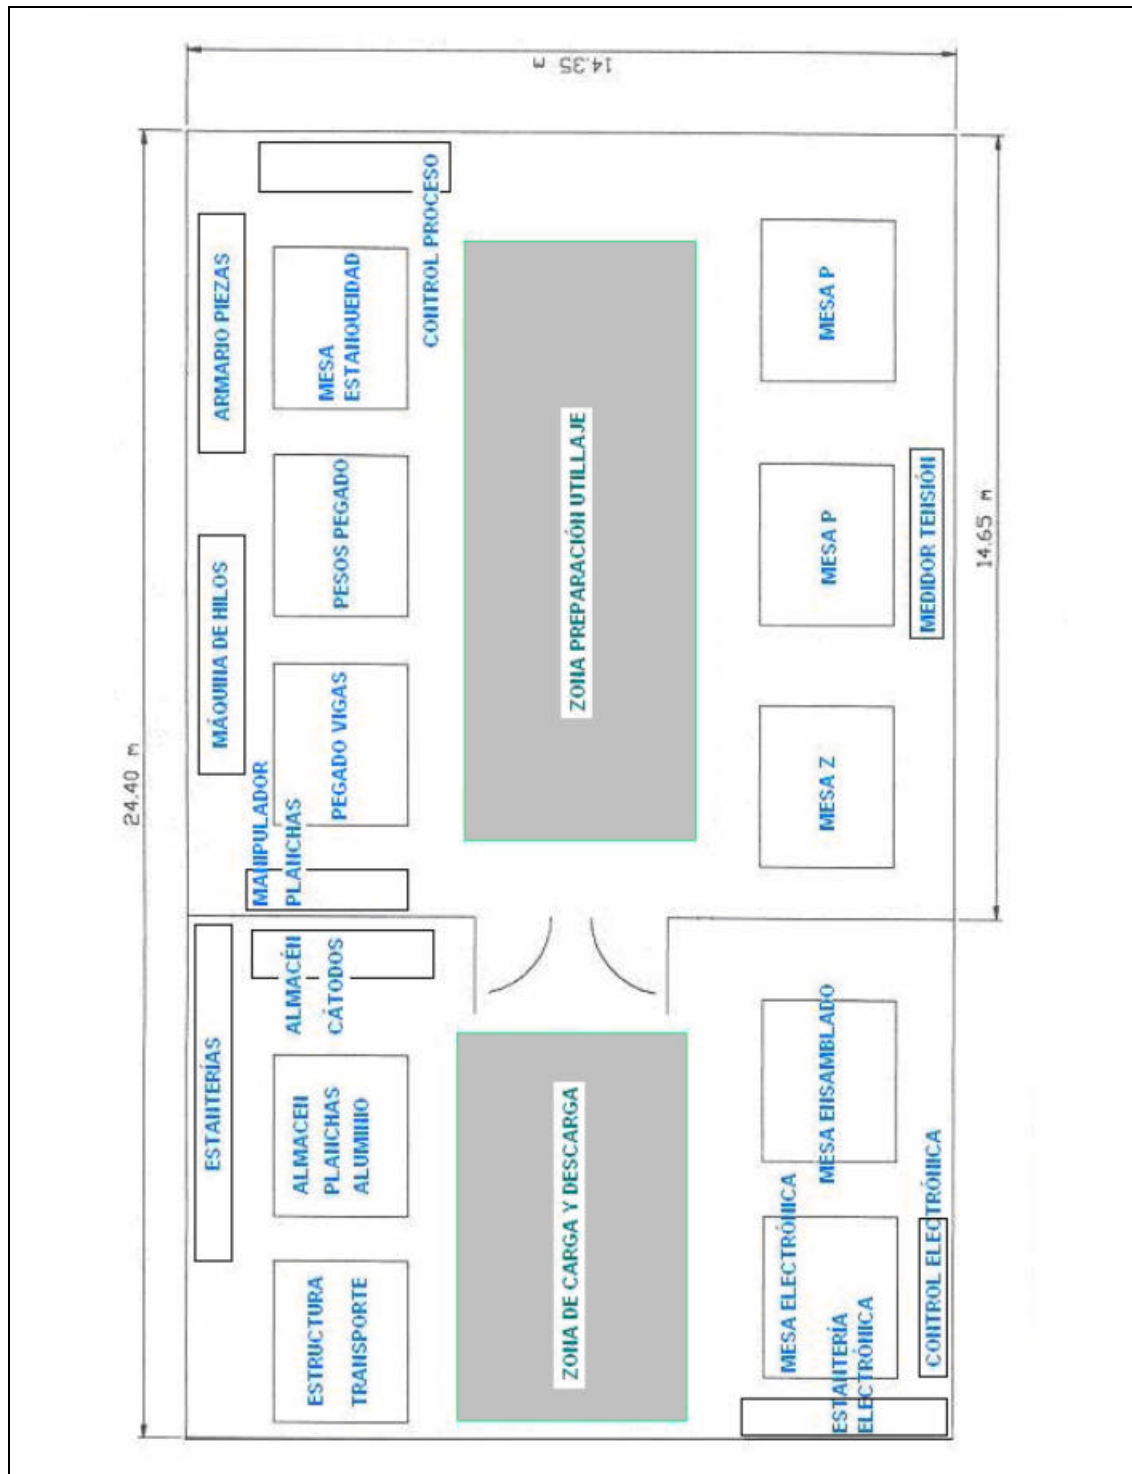 14.35 m
24.40 m
14.65 m
CONTROL PROCESO
ARMARIO PIEZAS
MESA
ESTANQUEIDAD
MESA P
PESOS PEGADO
ZONA PREPARACIÓN UTILLAJE
MESA P
MEDIDOR TENSIÓN
MÁQUINA DE HILOS
PEGADO VIGAS
MESA Z
MANIPULADOR
PLANCHAS
ESTANTERÍAS
ALMACÉN
CÁTODOS
ALMACEN
PLANCHAS
ALUMINIO
ESTRUCTURA
TRANSPORTE
ZONA DE CARGA Y DESCARGA
MESA ENSAMBLADO
MESA ELECTRÓNICA
CONTROL ELECTRÓNICA
ESTANTERÍA
ELECTRÓNICA